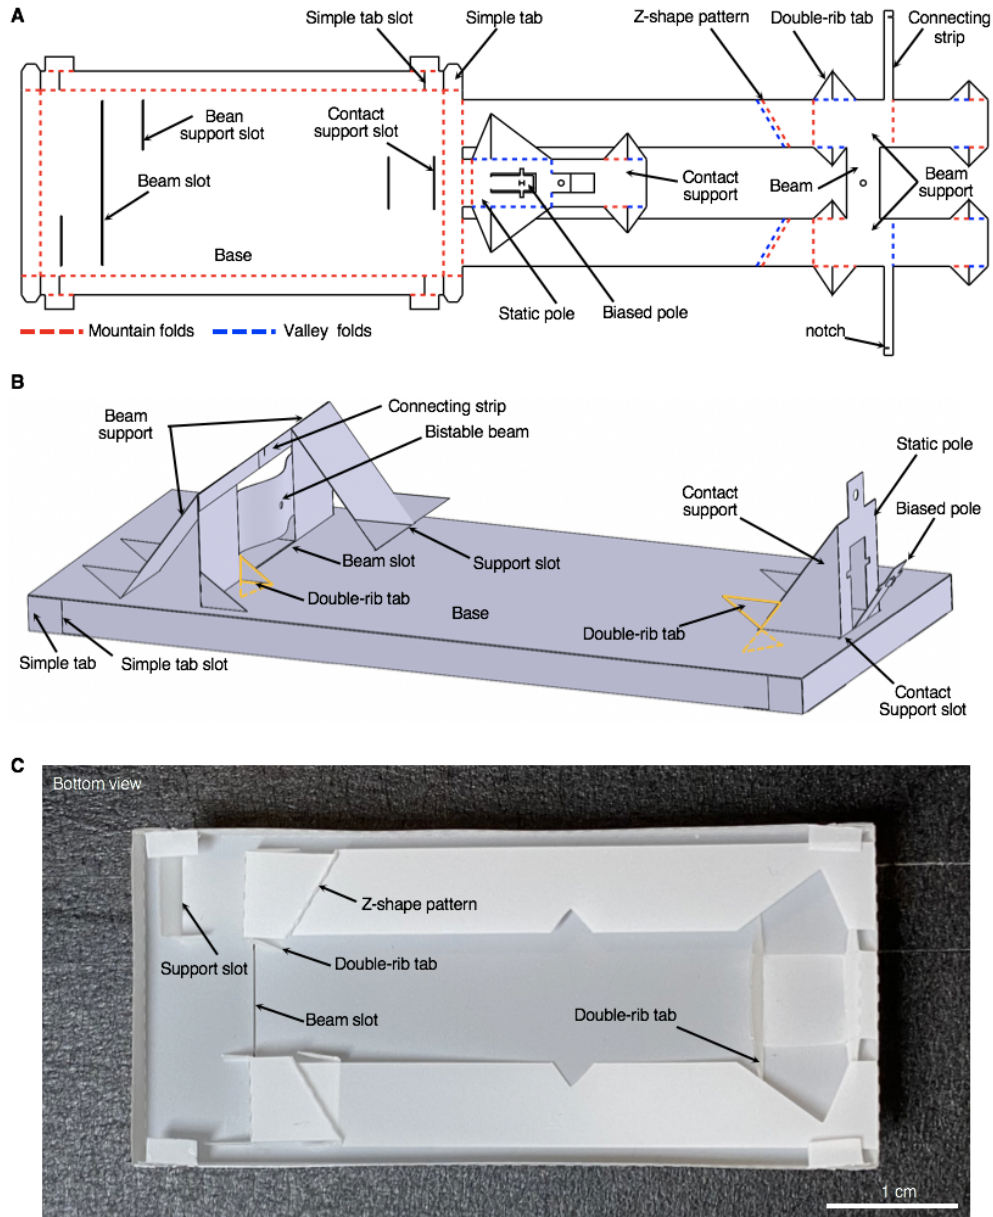 A
Simple tab slot
Simple tab
Z-shape pattern
Double-rib tab
Connecting
strip
Bean
support slot
Contact
support slot
Beam slot
Contact
support
Beam
Beam
support
Base
Static pole
Biased pole
notch
Mountain folds
Valley folds
B
Beam
support
Connecting strip
Bistable beam
Static pole
Contact
support
Biased pole
Beam slot
Support slot
Double-rib tab
Base
Double-rib tab
Simple tab
Simple tab slot
Contact
Support slot
C
Bottom view
Z-shape pattern
Support slot
Double-rib tab
Beam slot
Double-rib tab
1 cm